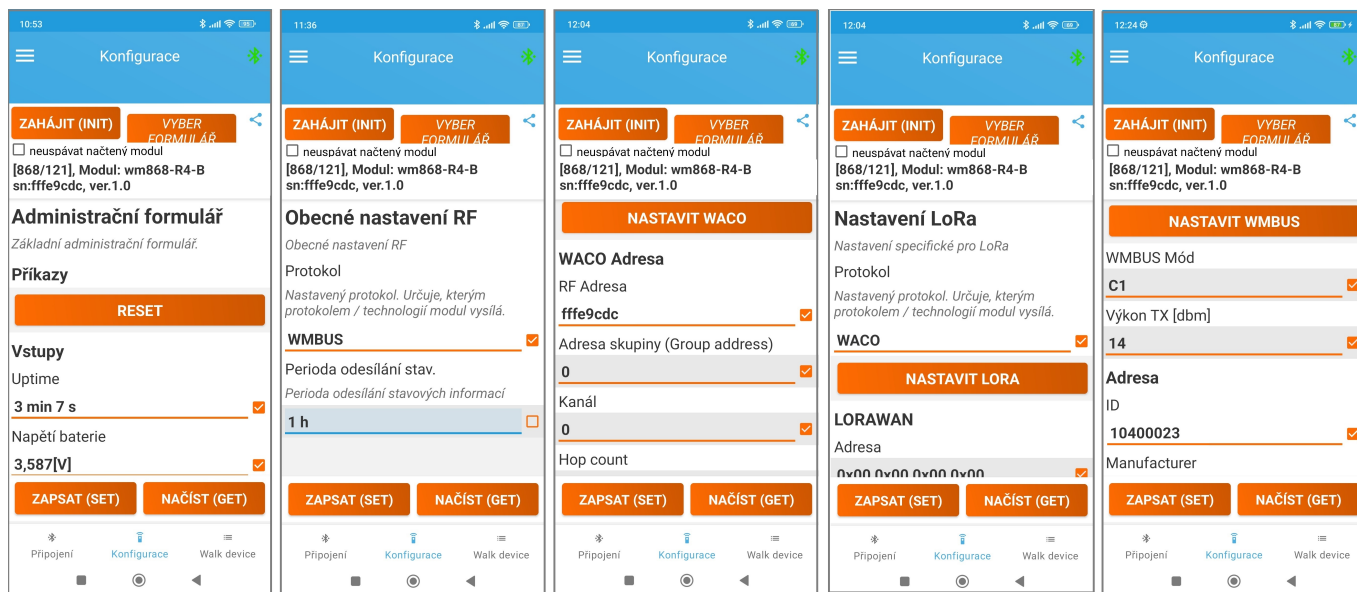 10:53
95
Konfigurace
ZAHÁJIT (INIT)
VYBER
FORMULÁŘ
neuspávat načtený modul
[868/121], Modul: wm868-R4-B
sn:fffe9cdc, ver.1.0
Administrační formulář
Základní administrační formulář.
Příkazy
RESET
Vstupy
Uptime
3 min 7 s
Napětí baterie
3,587[V]
ZAPSAT (SET)
NAČÍST (GET)
Připojení
Konfigurace
Walk device
11:36
Konfigurace
ZAHÁJIT (INIT)
VYBER
FORMULÁŘ
neuspávat načtený modul
[868/121], Modul: wm868-R4-B
sn:fffe9cdc, ver.1.0
Obecné nastavení RF
Obecné nastavení RF
Protokol
Nastavený protokol. Určuje, kterým
protokolem / technologií modul vysílá.
WMBUS
Perioda odesílání stav.
Perioda odesílání stavových informací
1 h
ZAPSAT (SET)
NAČÍST (GET)
Připojení
Konfigurace
Walk device
12:04
Konfigurace
ZAHÁJIT (INIT)
VYBER
FORMULÁŘ
neuspávat načtený modul
[868/121], Modul: wm868-R4-B
sn:fffe9cdc, ver.1.0
NASTAVIT WACO
WACO Adresa
RF Adresa
fffe9cdc
Adresa skupiny (Group address)
0
Kanál
0
Hop count
ZAPSAT (SET)
NAČÍST (GET)
Připojení
Konfigurace
Walk device
12:04
Konfigurace
ZAHÁJIT (INIT)
VYBER
FORMULÁŘ
neuspávat načtený modul
[868/121], Modul: wm868-R4-B
sn:fffe9cdc, ver.1.0
Nastavení LoRa
Nastavení specifické pro LoRa
Protokol
Nastavený protokol. Určuje, kterým
protokolem / technologií modul vysílá.
WACO
NASTAVIT LORA
LORAWAN
Adresa
0x00 0x00 0x00 0x00
ZAPSAT (SET)
NAČÍST (GET)
Připojení
Konfigurace
Walk device
12:24
Konfigurace
ZAHÁJIT (INIT)
VYBER
FORMULÁŘ
neuspávat načtený modul
[868/121], Modul: wm868-R4-B
sn:fffe9cdc, ver.1.0
NASTAVIT WMBUS
WMBUS Mód
C1
Výkon TX [dbm]
14
Adresa
ID
10400023
Manufacturer
ZAPSAT (SET)
NAČÍST (GET)
Připojení
Konfigurace
Walk device